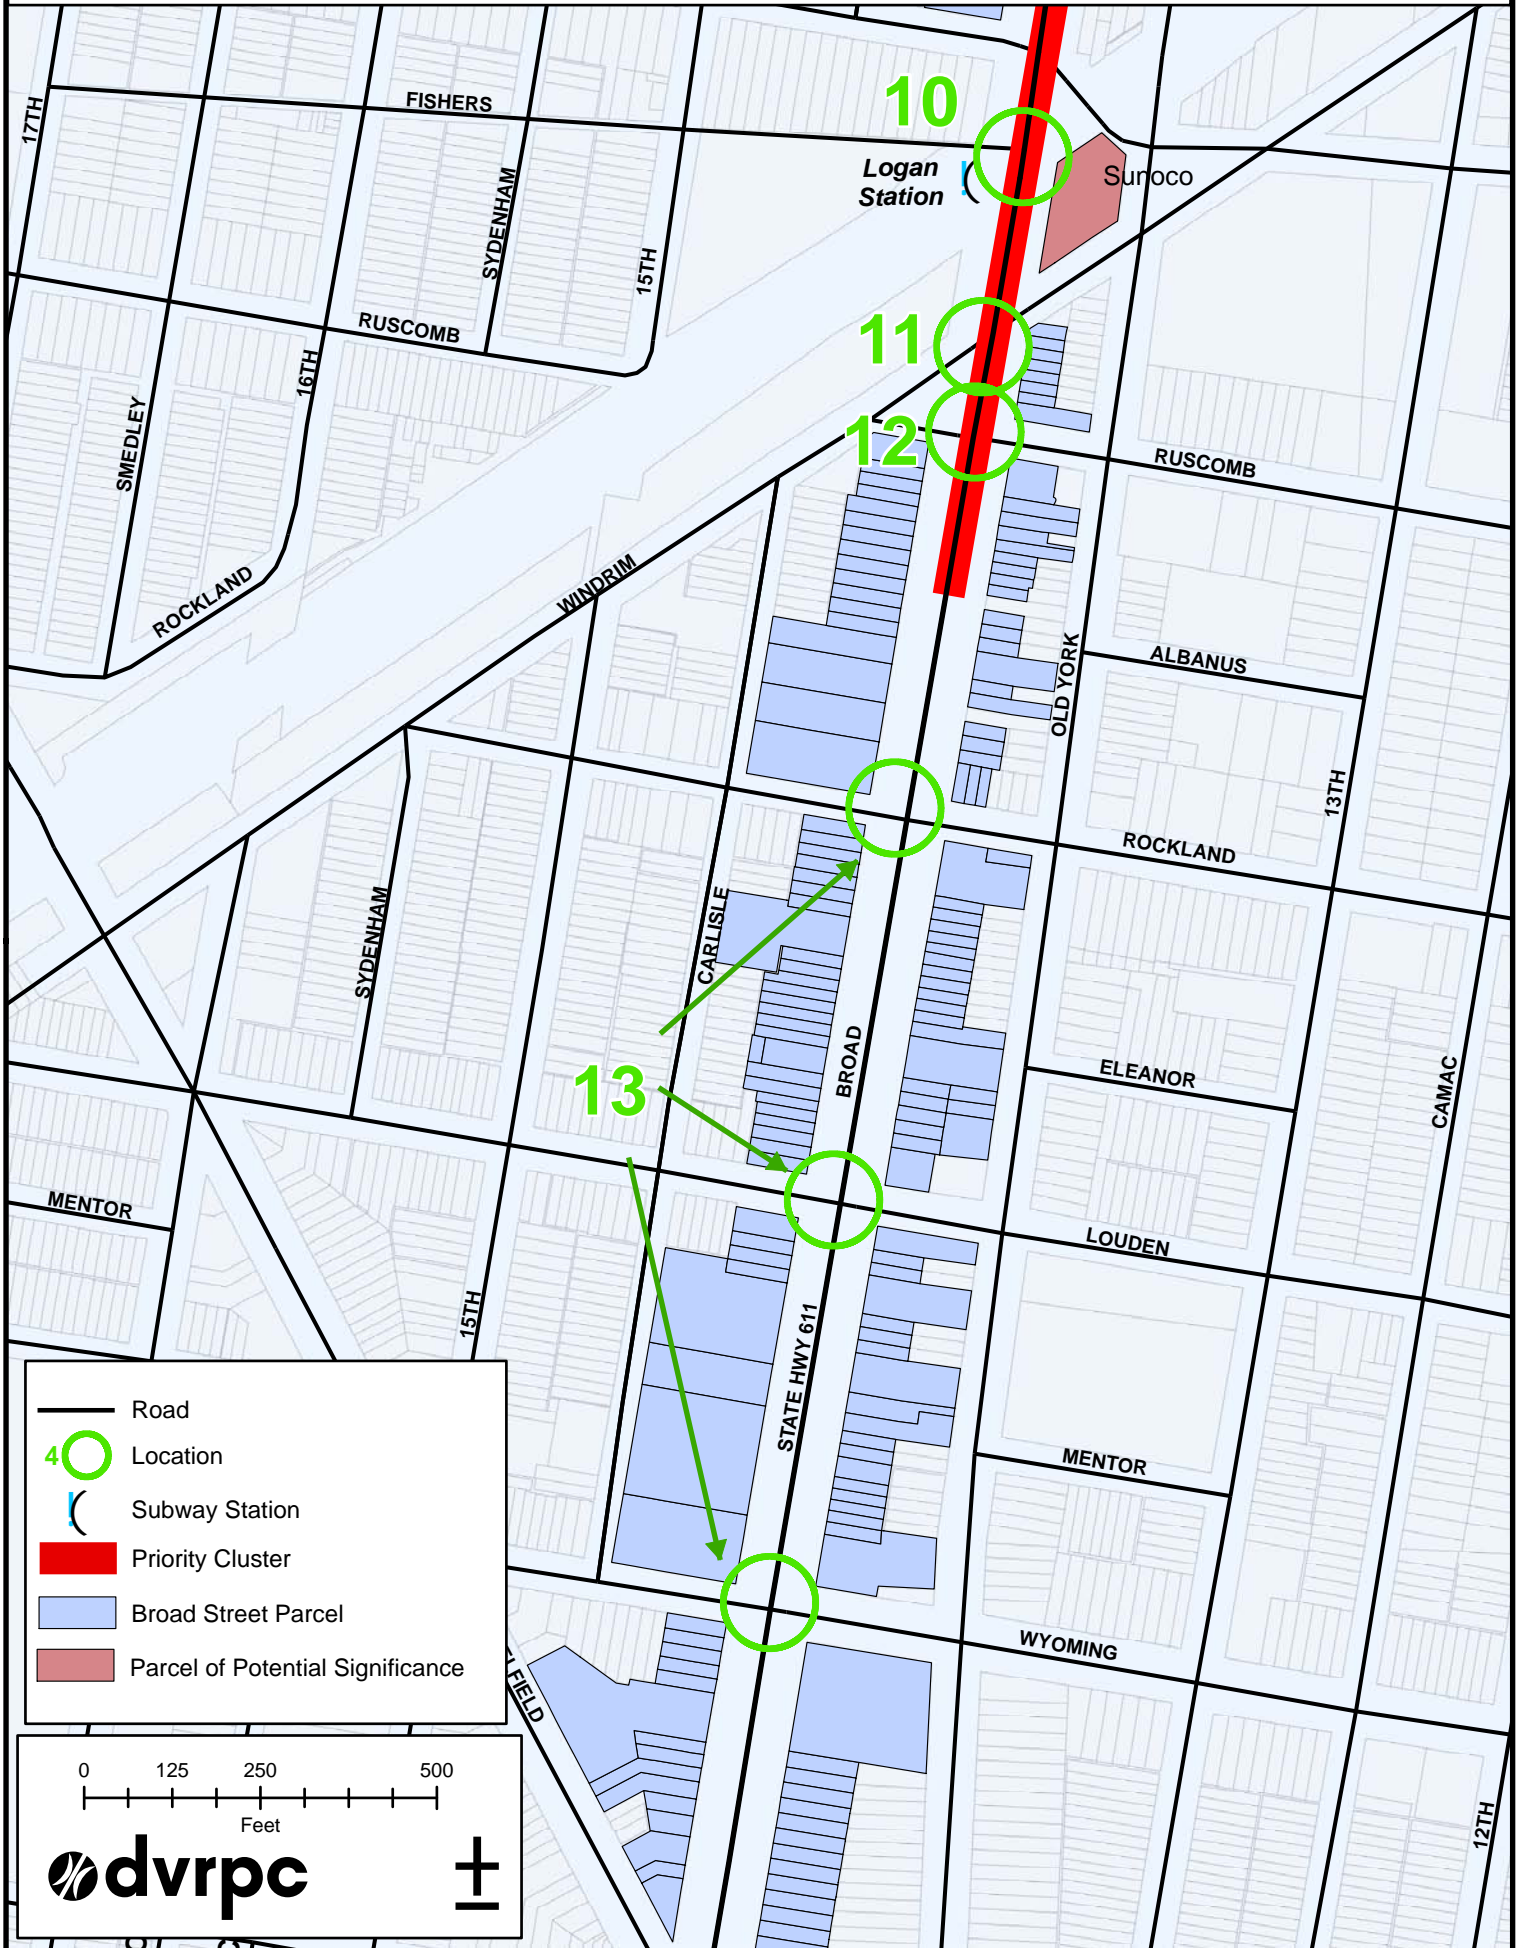 10
FISHERS
17TH
Logan
Station
Sunoco
SYDENHAM
15TH
RUSCOMB
11
16TH
SMEDLEY
12
RUSCOMB
ROCKLAND
WINDRIM
ALBANUS
OLD YORK
13TH
ROCKLAND
CARLISLE
SYDENHAM
BROAD
13
ELEANOR
CAMAC
MENTOR
LOUDEN
15TH
STATE HWY 611
MENTOR
WYOMING
FIELD
12TH
Road
4
Location
Subway Station
Priority Cluster
Broad Street Parcel
Parcel of Potential Significance
0 125 250 500
Feet
dvrpc